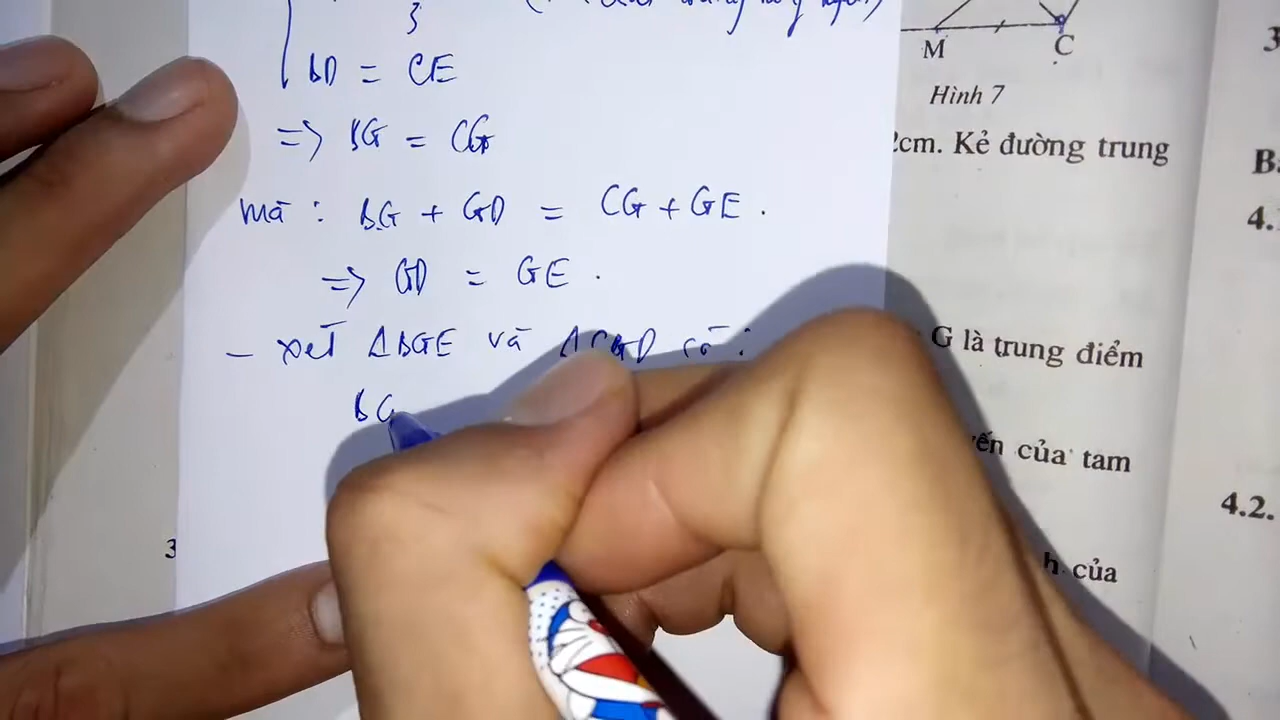 BD = CE
=> BG = CG
mà : BG + GD = CG + GE .
=> GD = GE .
- xét ΔBGE và ΔCGD có :
BG
M C
Hình 7
2cm. Kẻ đường trung
G là trung điểm
yến của tam
h của
3
3
B.
4.
4.2.